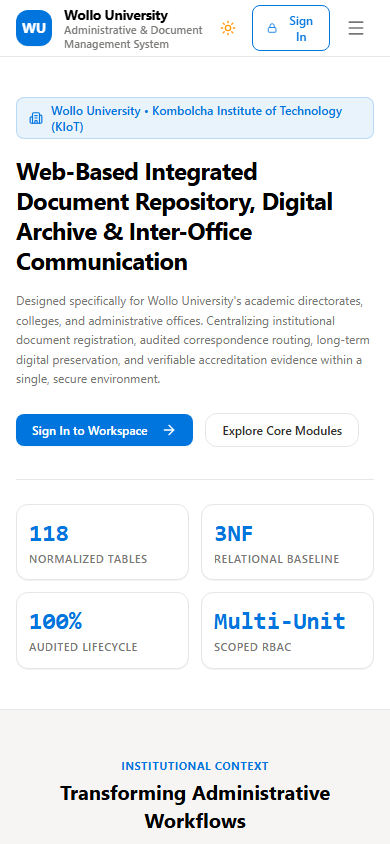 WU
Wollo University
Administrative & Document
Management System
Sign
In
Wollo University • Kombolcha Institute of Technology
(KIoT)
Web-Based Integrated
Document Repository, Digital
Archive & Inter-Office
Communication
Designed specifically for Wollo University's academic directorates,
colleges, and administrative offices. Centralizing institutional
document registration, audited correspondence routing, long-term
digital preservation, and verifiable accreditation evidence within a
single, secure environment.
Sign In to Workspace
Explore Core Modules
118
NORMALIZED TABLES
3NF
RELATIONAL BASELINE
100%
AUDITED LIFECYCLE
Multi-Unit
SCOPED RBAC
INSTITUTIONAL CONTEXT
Transforming Administrative
Workflows